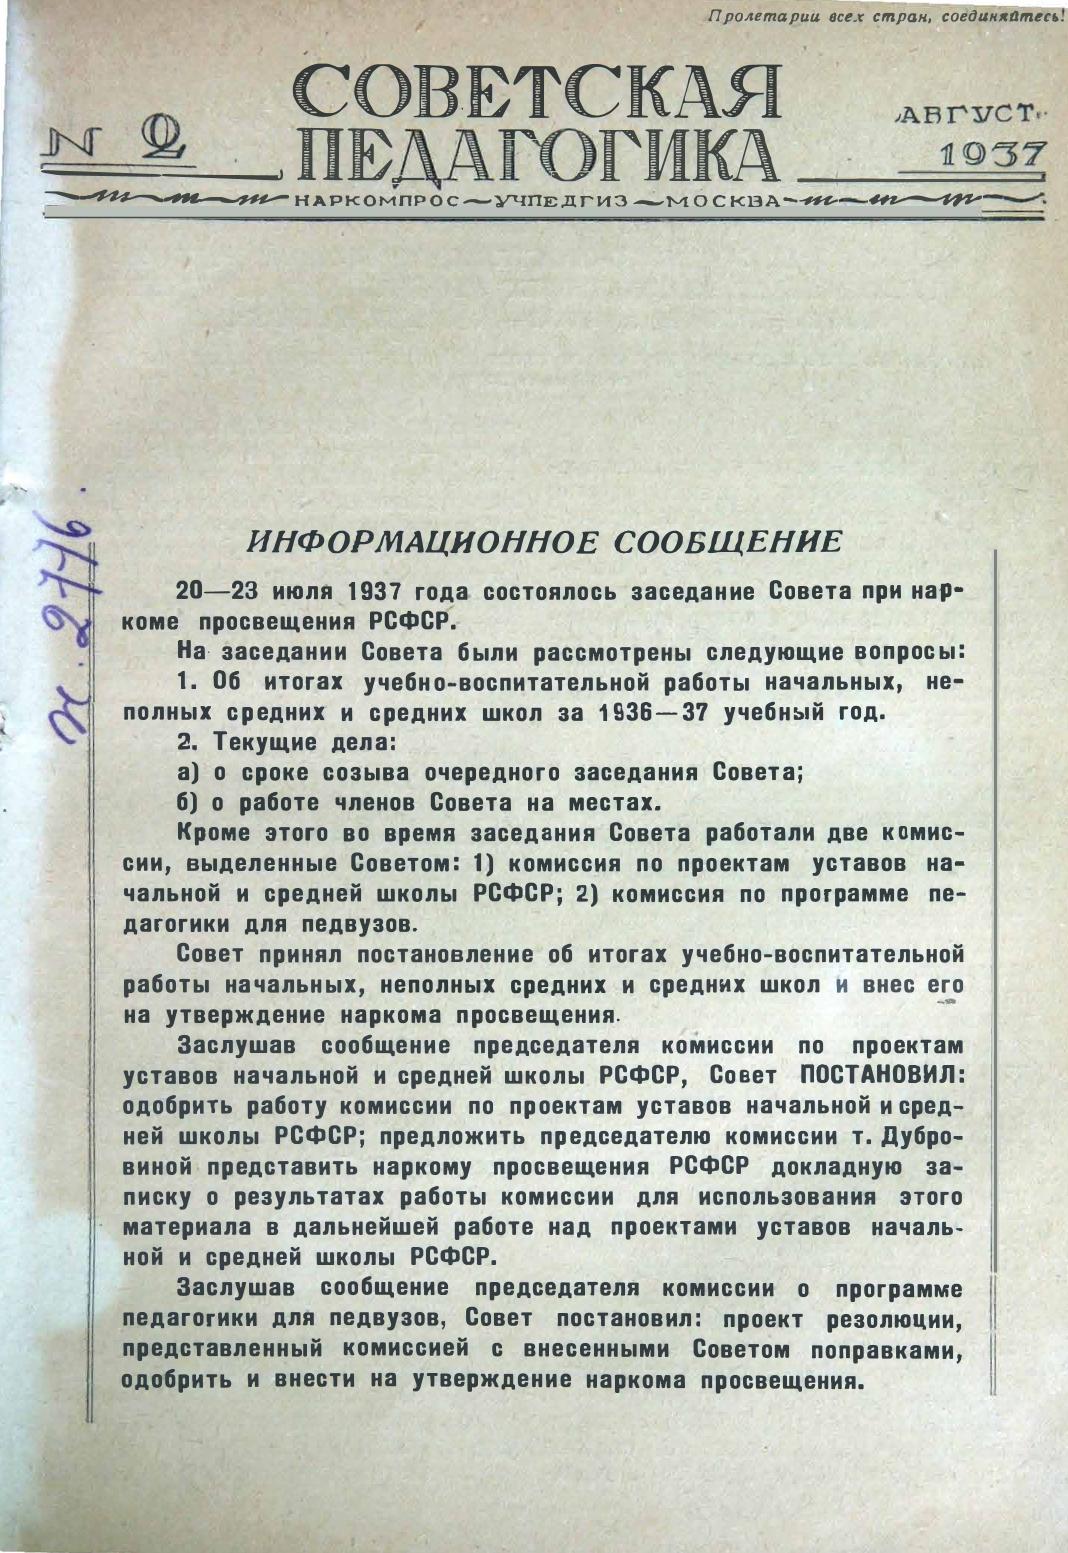 Пролетарии всех стран, соединяйтесь!
СОВЕТСКАЯ
ПЕДАГОГИКА
№ 2
АВГУСТ
1937
НАРКОМПРОС~УЧПЕДГИЗ~МОСКВА
ИНФОРМАЦИОННОЕ СООБЩЕНИЕ
20—23 июля 1937 года состоялось заседание Совета при нар-
коме просвещения РСФСР.
На заседании Совета были рассмотрены следующие вопросы:
1. Об итогах учебно-воспитательной работы начальных, не-
полных средних и средних школ за 1936—37 учебный год.
2. Текущие дела:
а) о сроке созыва очередного заседания Совета;
б) о работе членов Совета на местах.
Кроме этого во время заседания Совета работали две комис-
сии, выделенные Советом: 1) комиссия по проектам уставов на-
чальной и средней школы РСФСР; 2) комиссия по программе пе-
дагогики для педвузов.
Совет принял постановление об итогах учебно-воспитательной
работы начальных, неполных средних и средних школ и внес его
на утверждение наркома просвещения.
Заслушав сообщение председателя комиссии по проектам
уставов начальной и средней школы РСФСР, Совет ПОСТАНОВИЛ:
одобрить работу комиссии по проектам уставов начальной и сред-
ней школы РСФСР; предложить председателю комиссии т. Дубро-
виной представить наркому просвещения РСФСР докладную за-
писку о результатах работы комиссии для использования этого
материала в дальнейшей работе над проектами уставов началь-
ной и средней школы РСФСР.
Заслушав сообщение председателя комиссии о программе
педагогики для педвузов, Совет постановил: проект резолюции,
представленный комиссией с внесенными Советом поправками,
одобрить и внести на утверждение наркома просвещения.